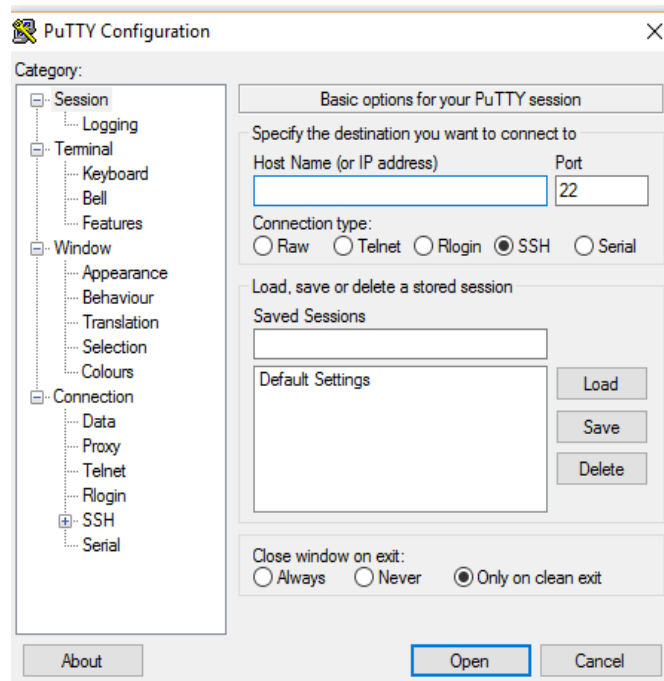 PuTTY Configuration
Category:
Session
Logging
Terminal
Keyboard
Bell
Features
Window
Appearance
Behaviour
Translation
Selection
Colours
Connection
Data
Proxy
Telnet
Rlogin
SSH
Serial
Basic options for your PuTTY session
Specify the destination you want to connect to
Host Name (or IP address) Port
22
Connection type:
Raw Telnet Rlogin SSH Serial
Load, save or delete a stored session
Saved Sessions
Default Settings
Load
Save
Delete
Close window on exit:
Always Never Only on clean exit
About Open Cancel